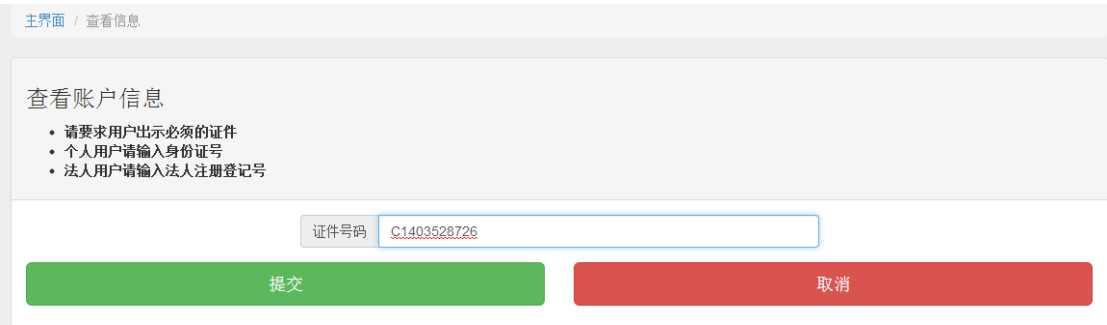 主界面 / 查看信息
查看账户信息
• 请要求用户出示必须的证件
• 个人用户请输入身份证号
• 法人用户请输入法人注册登记号
证件号码 C1403528726
提交 取消